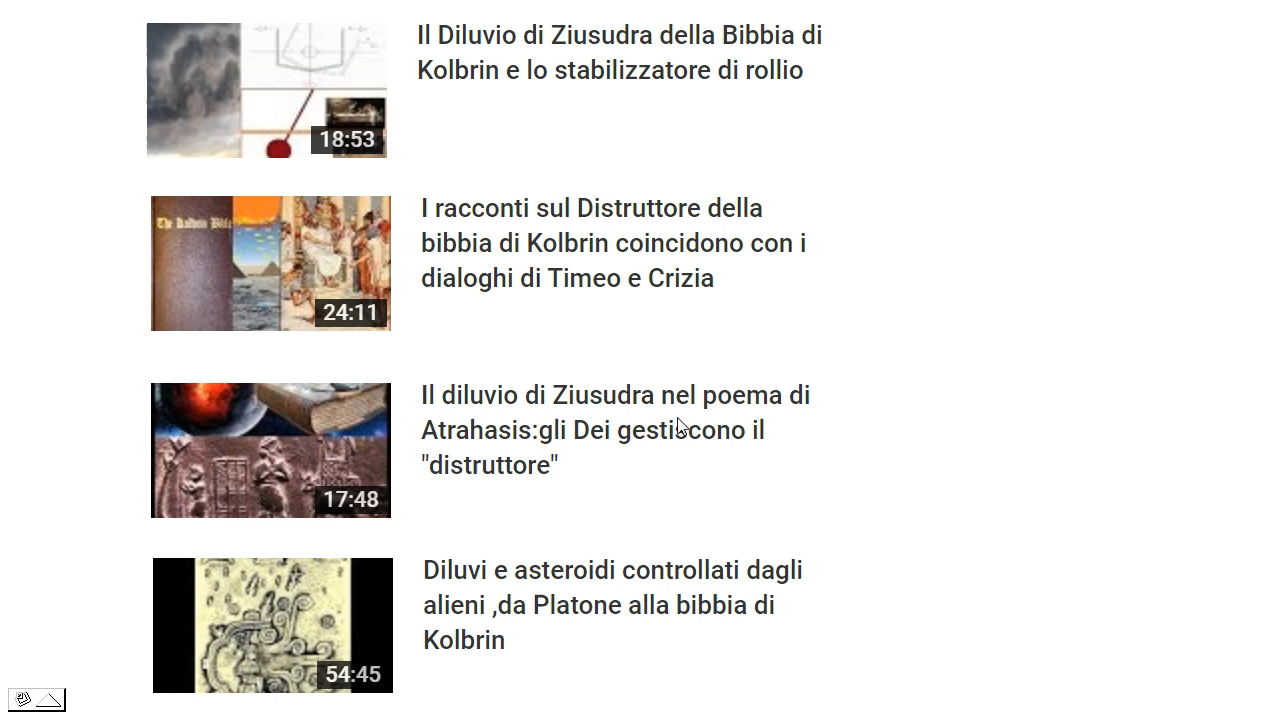 Il Diluvio di Ziusudra della Bibbia di
Kolbrin e lo stabilizzatore di rollio
18:53
I racconti sul Distruttore della
bibbia di Kolbrin coincidono con i
dialoghi di Timeo e Crizia
The Kolbrin Bible
24:11
Il diluvio di Ziusudra nel poema di
Atrahasis:gli Dei gestiscono il
"distruttore"
17:48
Diluvi e asteroidi controllati dagli
alieni ,da Platone alla bibbia di
Kolbrin
54:45